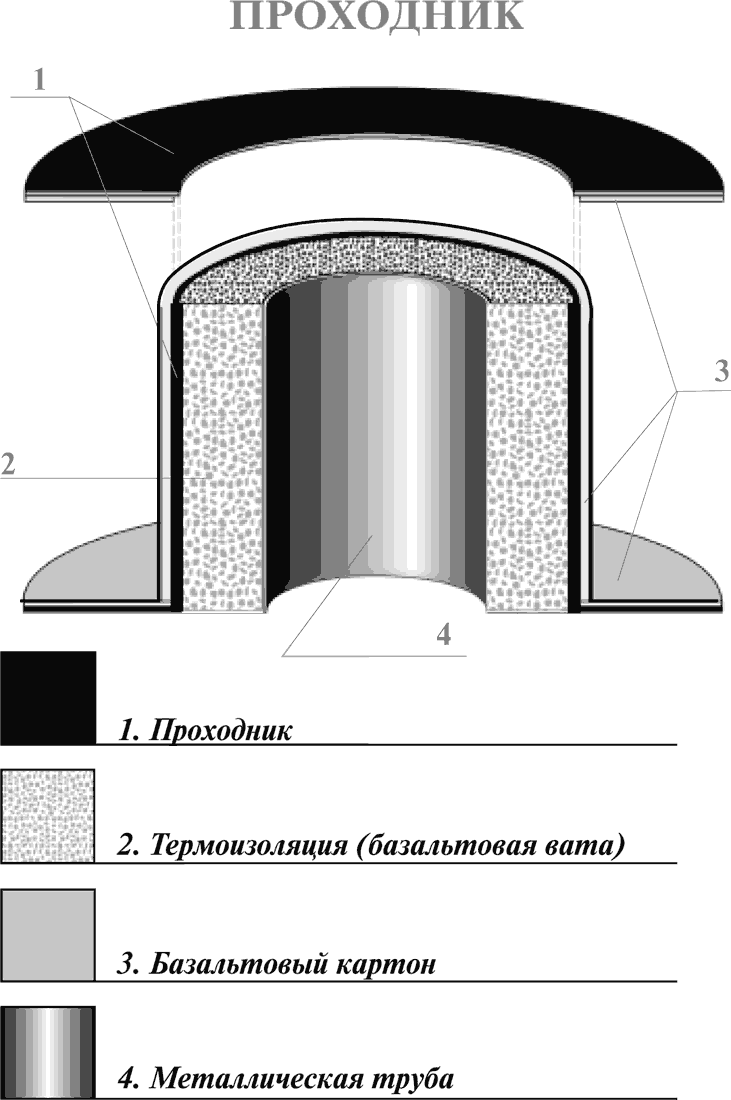 ПРОХОДНИК
1
3
2
4
1. Проходник
2. Термоизоляция (базальтовая вата)
3. Базальтовый картон
4. Металлическая труба